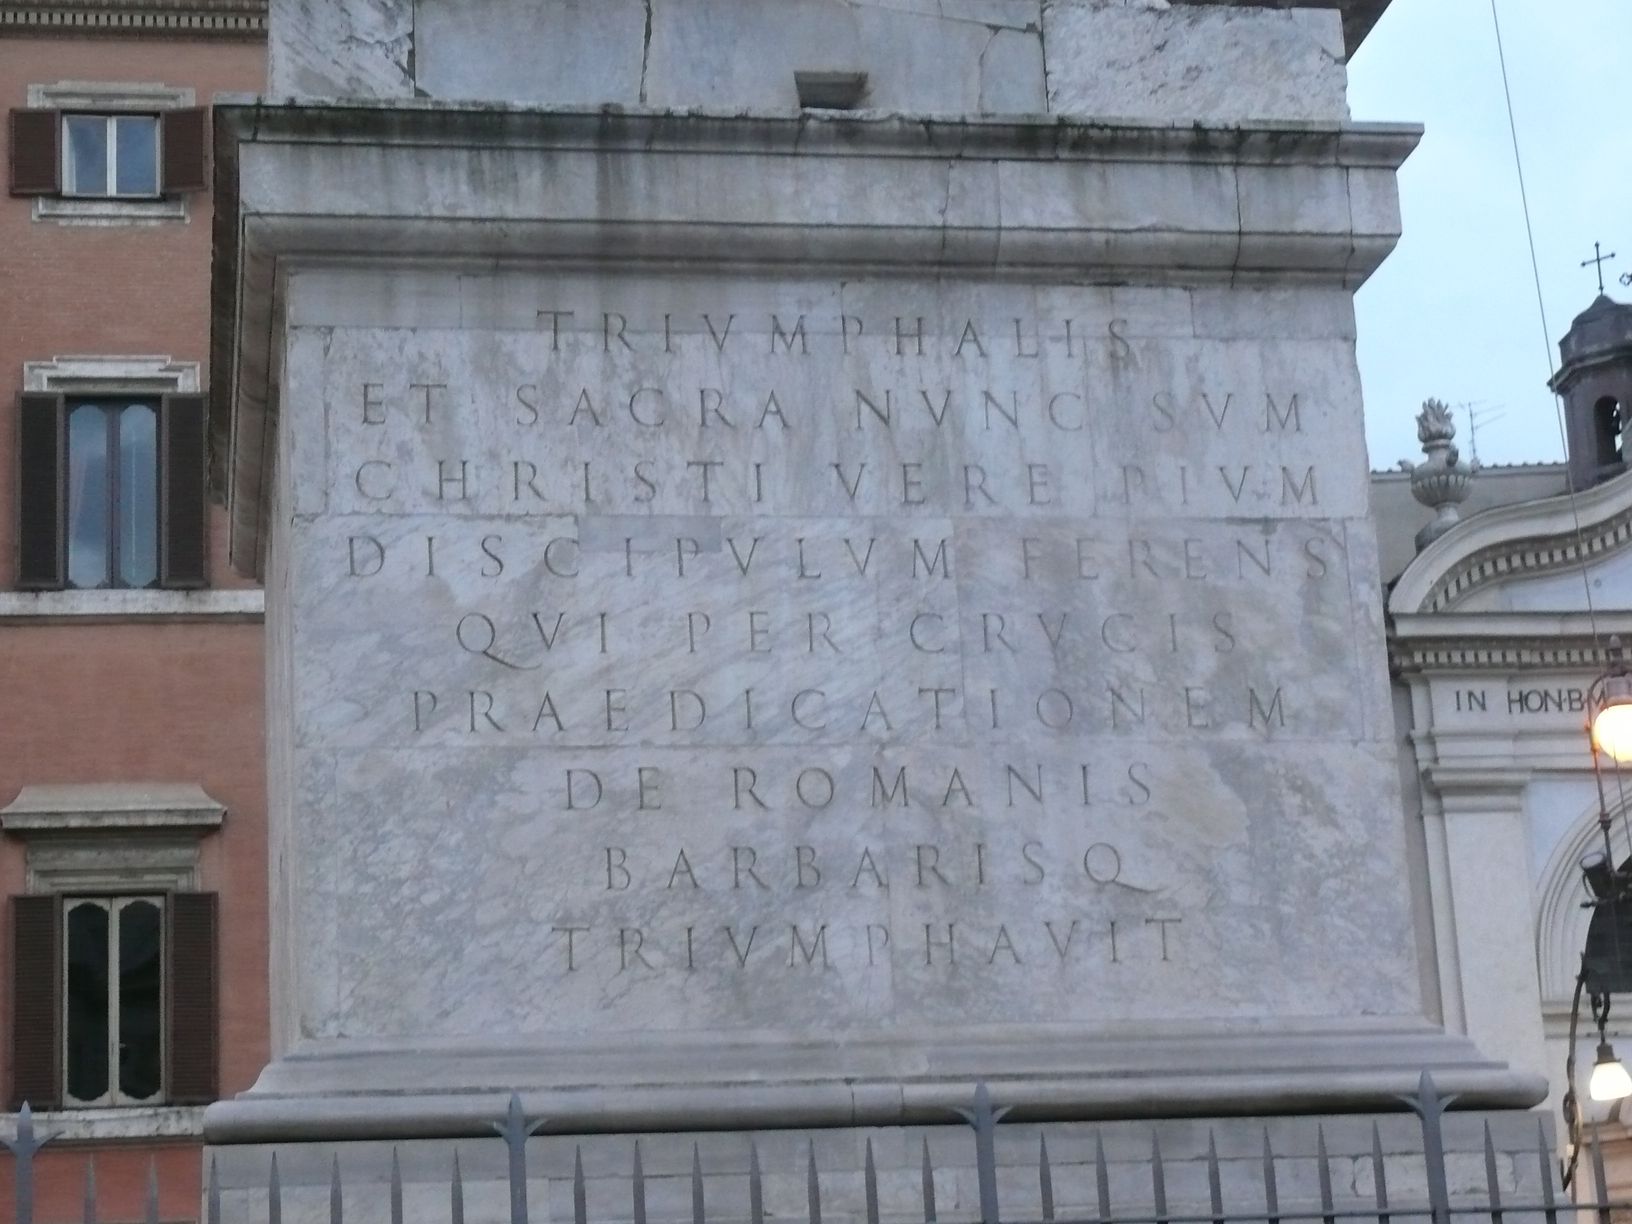 TRIVMPHALIS
ET SACRA NVNC SVM
CHRISTI VERE PIVM
DISCIPVLVM FERENS
QVI PER CRVCIS
PRAEDICATIONEM
DE ROMANIS
BARBARISQ
TRIVMPHAVIT
IN HON·B·M